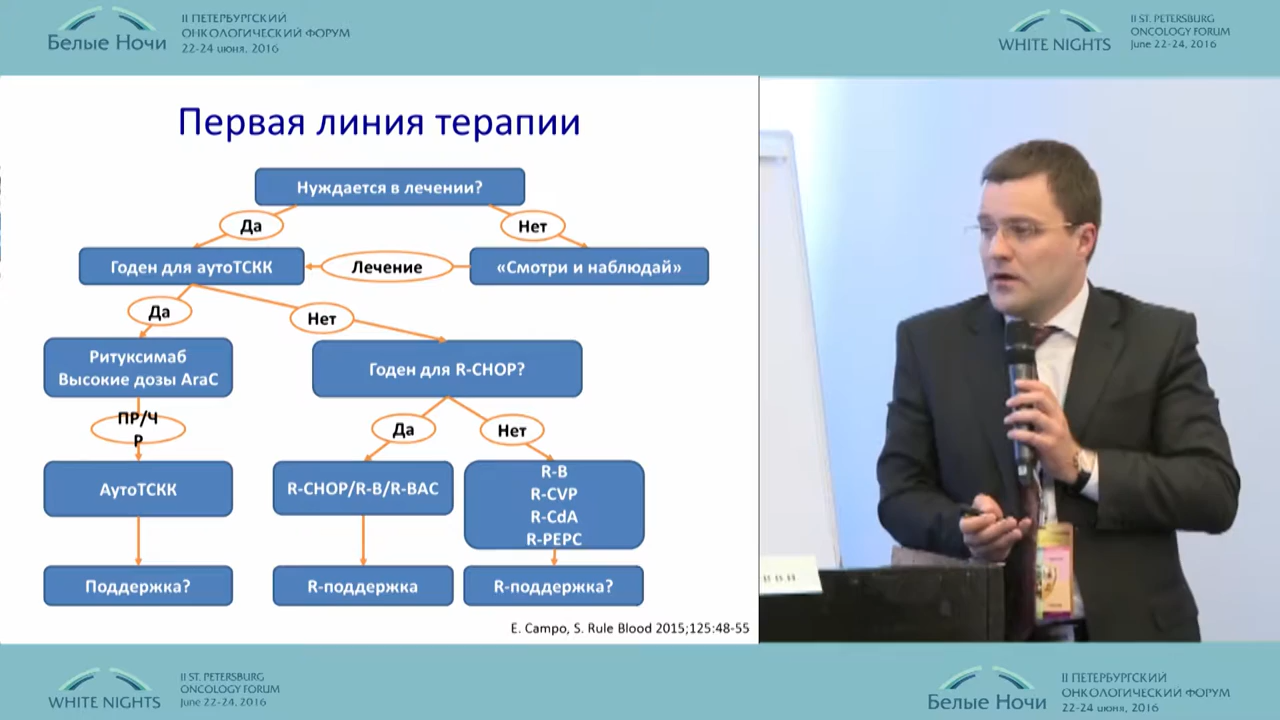 Белые Ночи
II ПЕТЕРБУРГСКИЙ
ОНКОЛОГИЧЕСКИЙ ФОРУМ
22-24 июня, 2016
WHITE NIGHTS
II ST. PETERSBURG
ONCOLOGY FORUM
June 22-24, 2016
Первая линия терапии
Нуждается в лечении?
Да
Нет
Годен для аутоТСКК
Лечение
«Смотри и наблюдай»
Да
Нет
Ритуксимаб
Высокие дозы AraC
Годен для R-CHOP?
ПР/Ч
Р
Да
Нет
АутоТСКК
R-CHOP/R-B/R-BAC
R-B
R-CVP
R-CdA
R-PEPC
Поддержка?
R-поддержка
R-поддержка?
E. Campo, S. Rule Blood 2015;125:48-55
WHITE NIGHTS
II ST. PETERSBURG
ONCOLOGY FORUM
June 22-24, 2016
Белые Ночи
II ПЕТЕРБУРГСКИЙ
ОНКОЛОГИЧЕСКИЙ ФОРУМ
22-24 июня, 2016